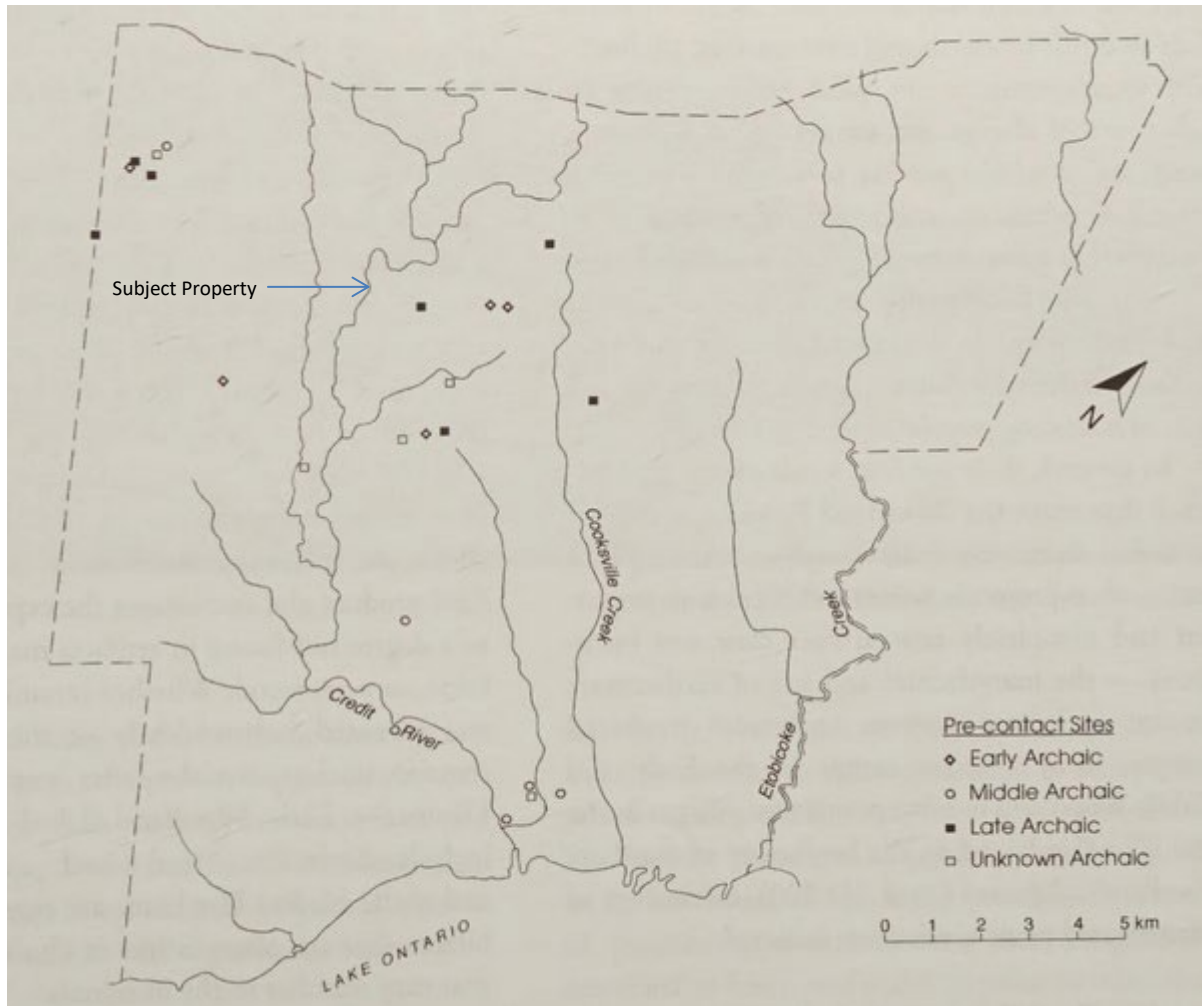 Subject Property
N
Cooksville
Creek
Creek
Etobicoke
Credit
River
LAKE ONTARIO
Pre-contact Sites
Early Archaic
Middle Archaic
Late Archaic
Unknown Archaic
0 1 2 3 4 5 km